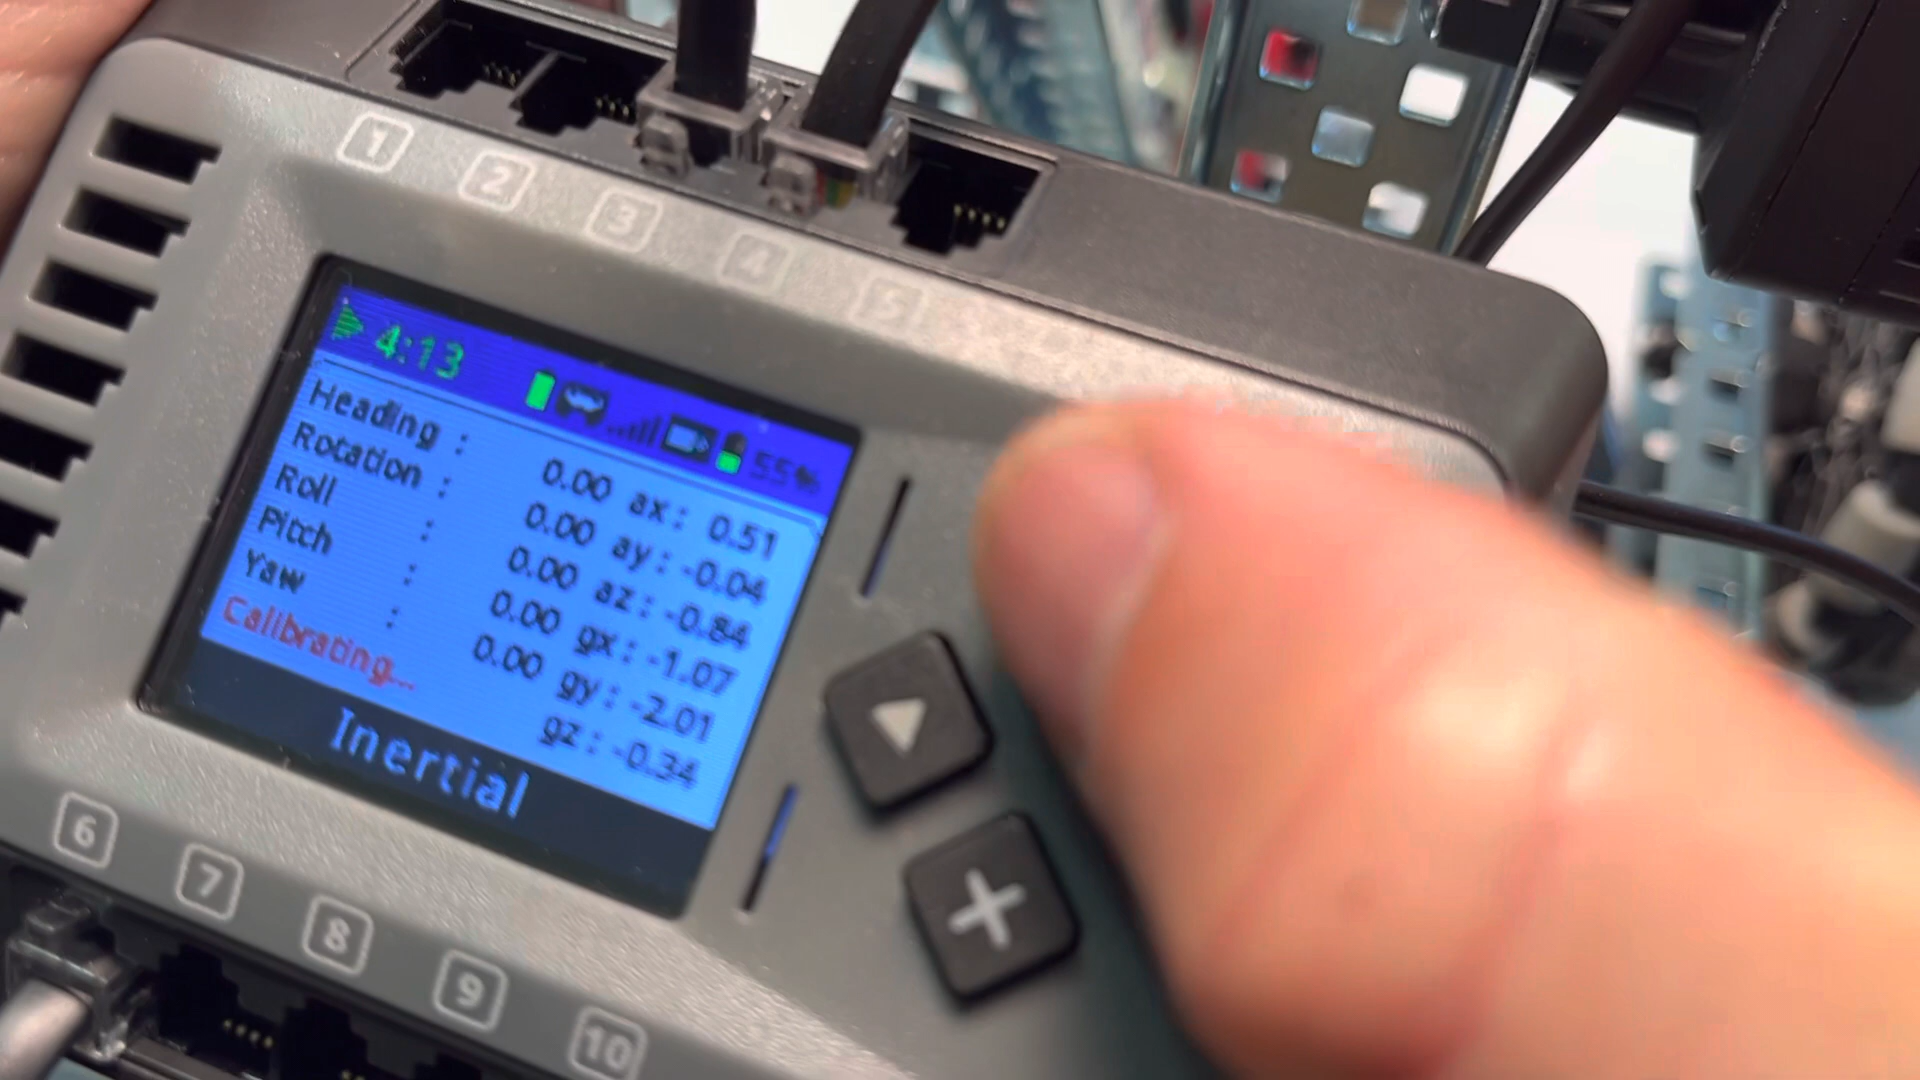 1 2 3 4 5
4:13 55%
Heading : 0.00 ax: 0.51
Rotation : 0.00 ay: -0.04
Roll : 0.00 az: -0.84
Pitch : 0.00 gx: -1.07
Yaw : 0.00 gy: -2.01
Calibrating... gz: -0.34
Inertial
6 7 8 9 10